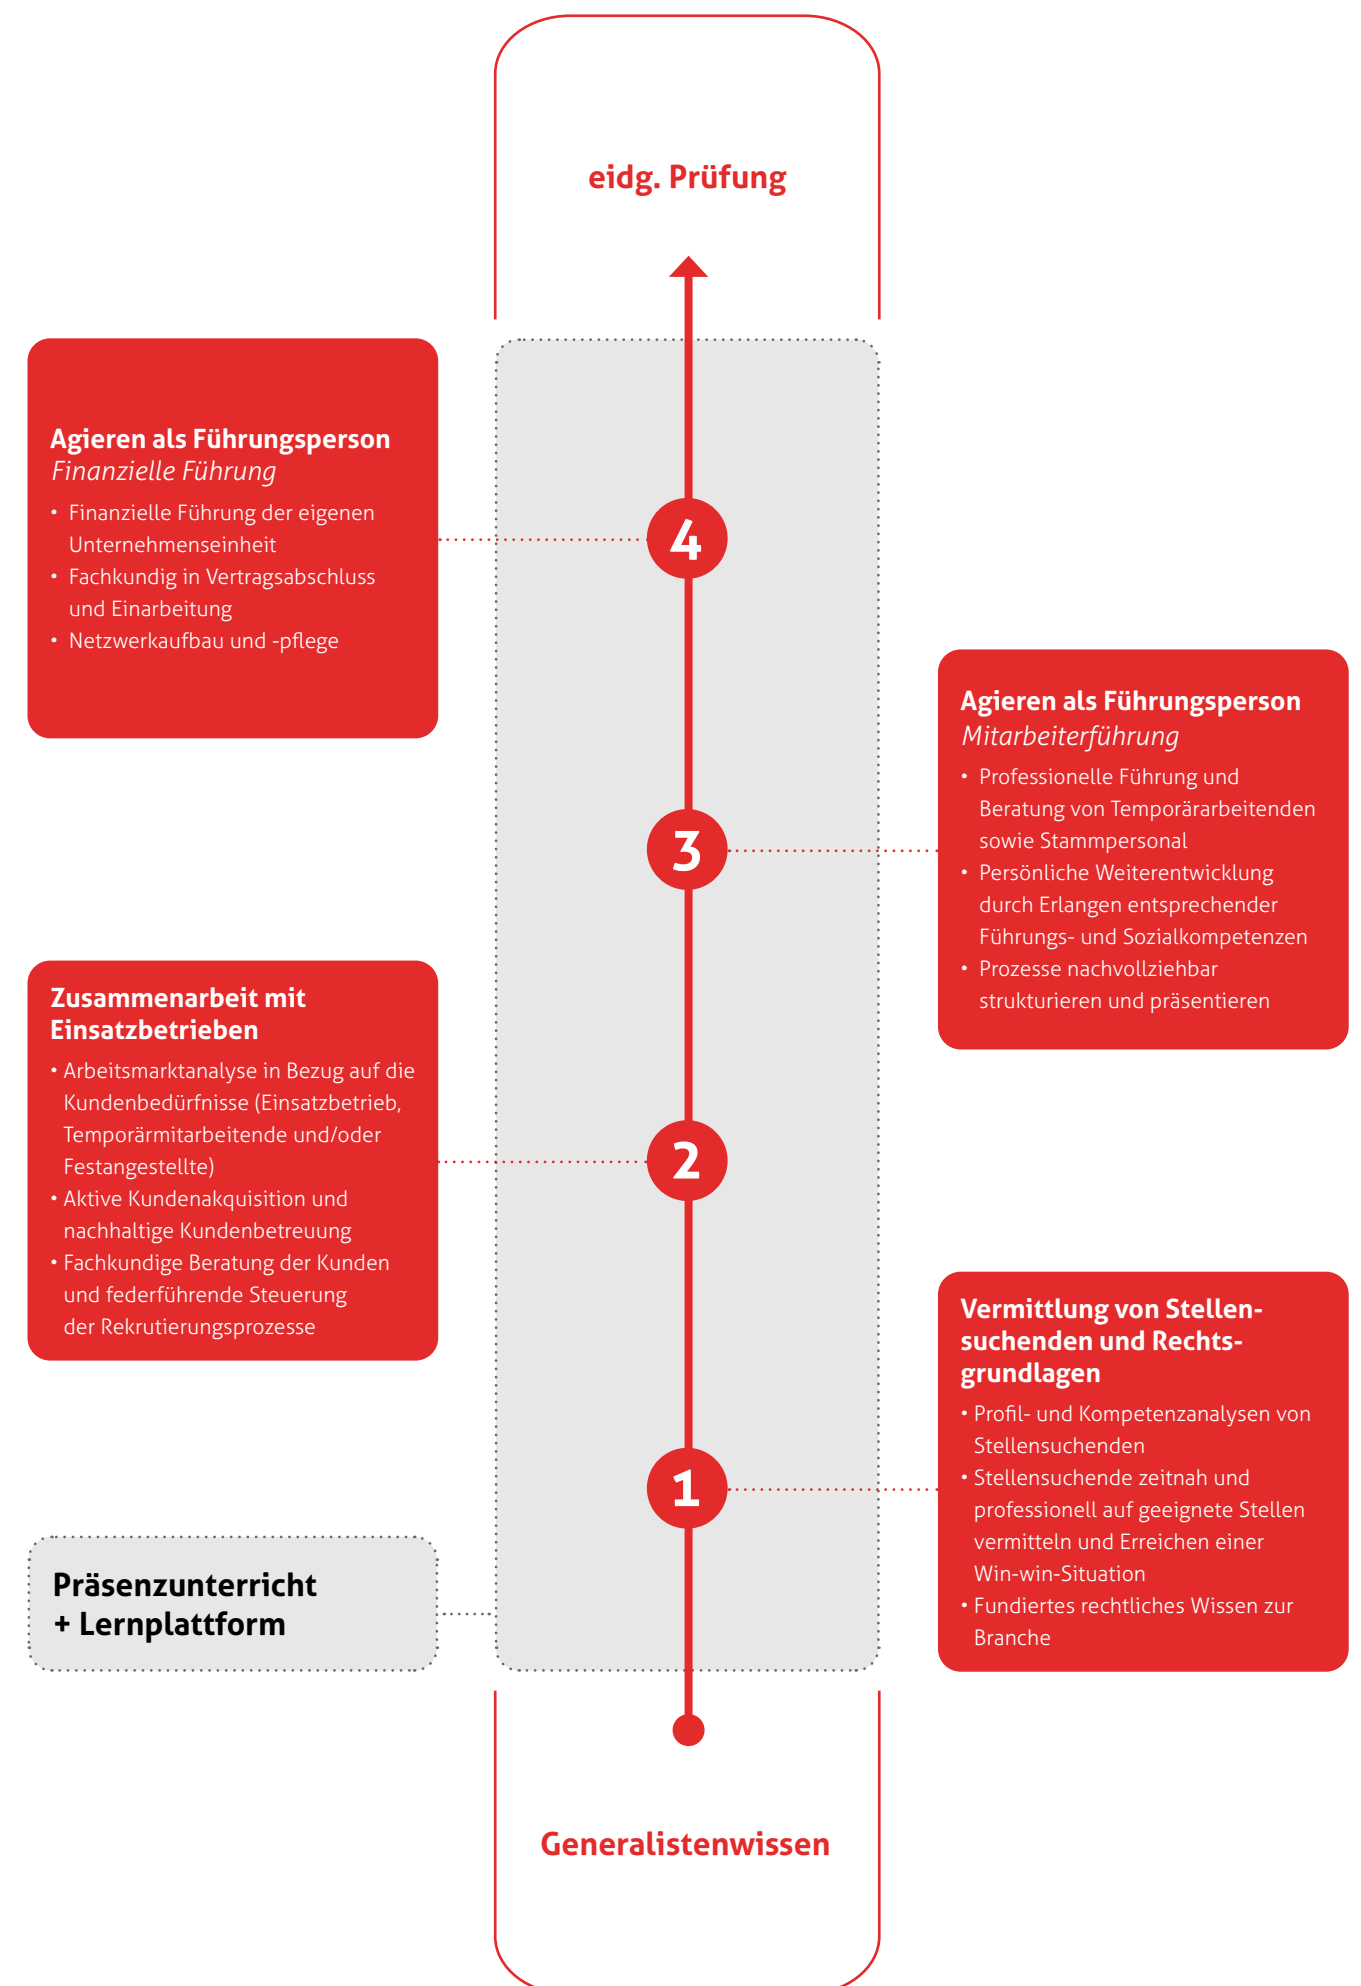 eidg. Prüfung
Agieren als Führungsperson
Finanzielle Führung
• Finanzielle Führung der eigenen
Unternehmenseinheit
• Fachkundig in Vertragsabschluss
und Einarbeitung
• Netzwerkaufbau und -pflege
4
Agieren als Führungsperson
Mitarbeiterführung
• Professionelle Führung und
Beratung von Temporärarbeitenden
sowie Stammpersonal
• Persönliche Weiterentwicklung
durch Erlangen entsprechender
Führungs- und Sozialkompetenzen
• Prozesse nachvollziehbar
strukturieren und präsentieren
3
Zusammenarbeit mit
Einsatzbetrieben
• Arbeitsmarktanalyse in Bezug auf die
Kundenbedürfnisse (Einsatzbetrieb,
Temporärmitarbeitende und/oder
Festangestellte)
• Aktive Kundenakquisition und
nachhaltige Kundenbetreuung
• Fachkundige Beratung der Kunden
und federführende Steuerung
der Rekrutierungsprozesse
2
Vermittlung von Stellen-
suchenden und Rechts-
grundlagen
• Profil- und Kompetenzanalysen von
Stellensuchenden
• Stellensuchende zeitnah und
professionell auf geeignete Stellen
vermitteln und Erreichen einer
Win-win-Situation
• Fundiertes rechtliches Wissen zur
Branche
1
Präsenzunterricht
+ Lernplattform
Generalistenwissen